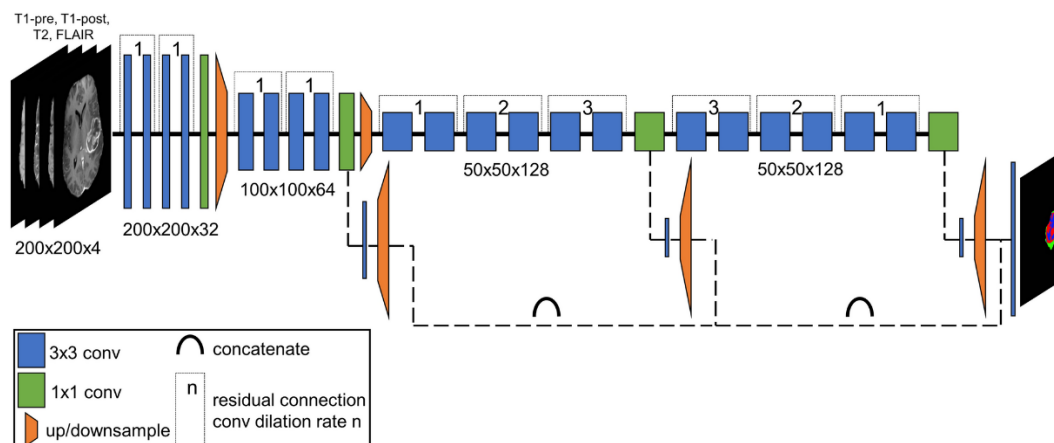 T1-pre, T1-post,
T2, FLAIR
1
1
1
1
1
2
3
3
2
1
200x200x4
200x200x32
100x100x64
50x50x128
50x50x128
3x3 conv
concatenate
1x1 conv
n
residual connection
conv dilation rate n
up/downsample